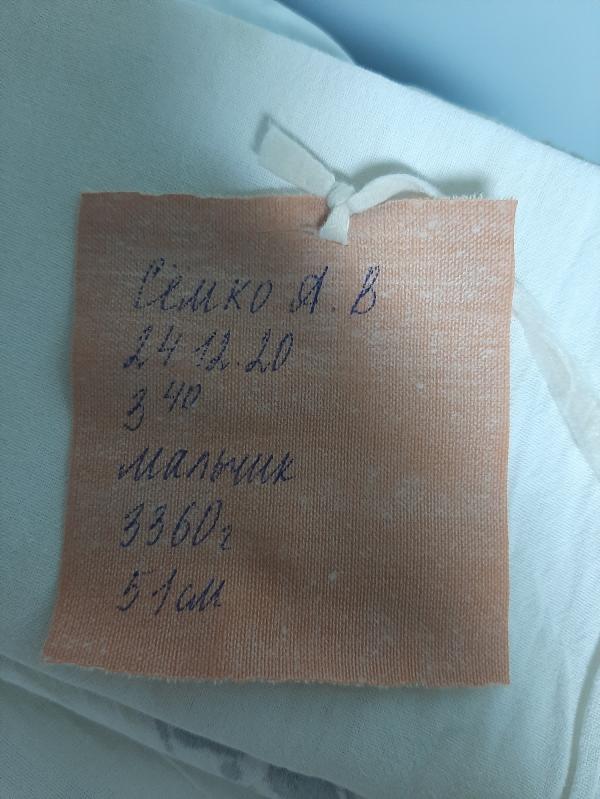 Семко Я. В
24 12.20
3 40
мальчик
3360г
51см